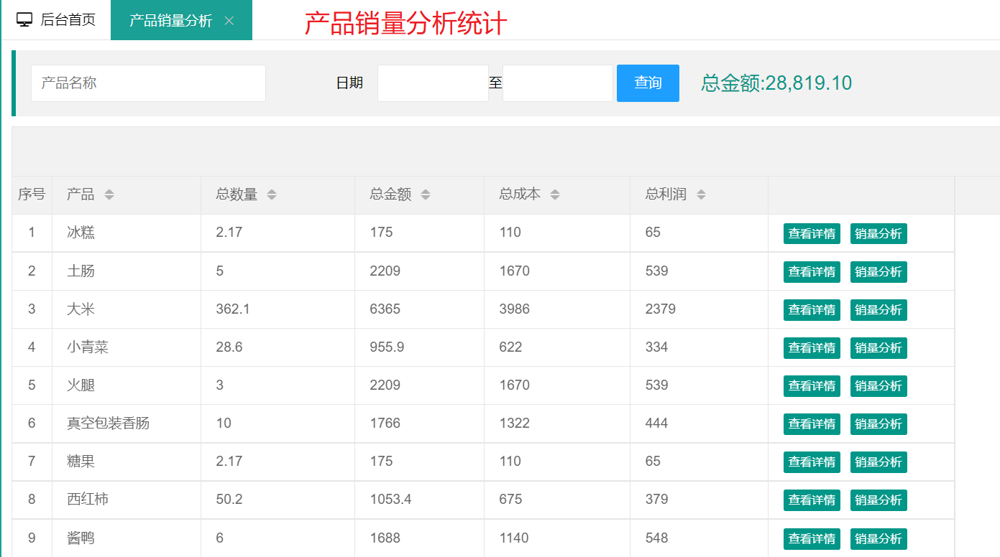 后台首页 产品销量分析 产品销量分析统计
产品名称 日期 至 查询 总金额:28,819.10
序号 产品 总数量 总金额 总成本 总利润
1 冰糕 2.17 175 110 65 查看详情 销量分析
2 土肠 5 2209 1670 539 查看详情 销量分析
3 大米 362.1 6365 3986 2379 查看详情 销量分析
4 小青菜 28.6 955.9 622 334 查看详情 销量分析
5 火腿 3 2209 1670 539 查看详情 销量分析
6 真空包装香肠 10 1766 1322 444 查看详情 销量分析
7 糖果 2.17 175 110 65 查看详情 销量分析
8 西红柿 50.2 1053.4 675 379 查看详情 销量分析
9 酱鸭 6 1688 1140 548 查看详情 销量分析